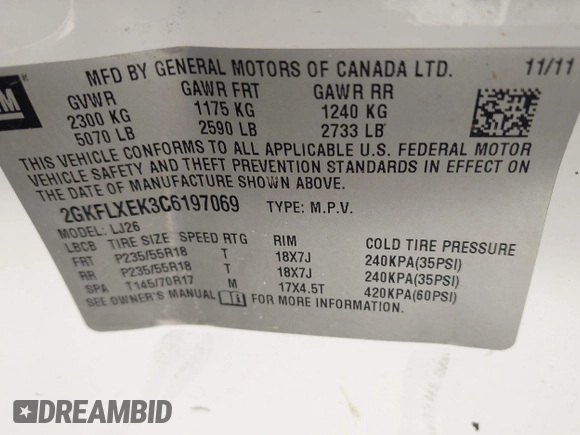 MFD BY GENERAL MOTORS OF CANADA LTD. 11/11
GM ®
GVWR GAWR FRT GAWR RR
2300 KG 1175 KG 1240 KG
5070 LB 2590 LB 2733 LB
THIS VEHICLE CONFORMS TO ALL APPLICABLE U.S. FEDERAL MOTOR
VEHICLE SAFETY AND THEFT PREVENTION STANDARDS IN EFFECT ON
THE DATE OF MANUFACTURE SHOWN ABOVE.
2GKFLXEK3C6197069 TYPE: M.P.V.
MODEL: LJ26
LBCB TIRE SIZE SPEED RTG RIM COLD TIRE PRESSURE
FRT P235/55R18 T 18X7J 240KPA(35PSI)
RR P235/55R18 T 18X7J 240KPA(35PSI)
SPA T145/70R17 M 17X4.5T 420KPA(60PSI)
SEE OWNER'S MANUAL FOR MORE INFORMATION.
DREAMBID